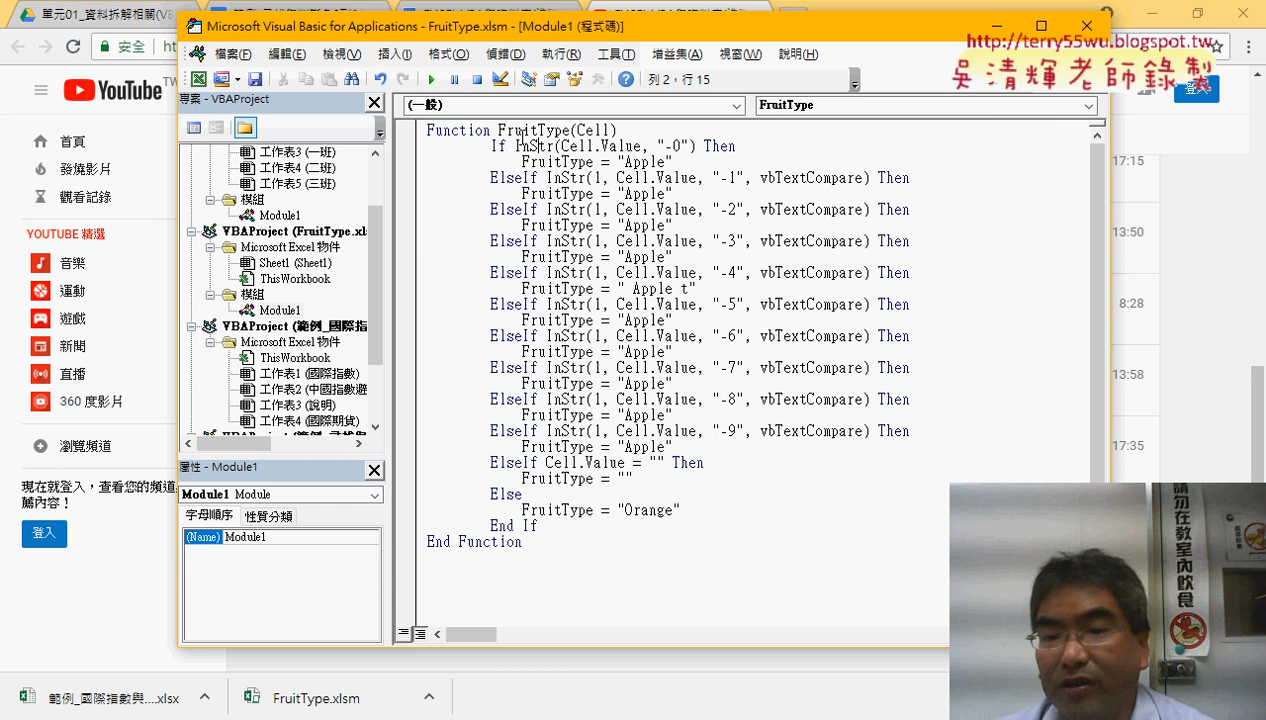 單元01_資料拆解相關(VB
Microsoft Visual Basic for Applications - FruitType.xlsm - [Module1 (程式碼)]
檔案(F) 編輯(E) 檢視(V) 插入(I) 格式(O) 偵錯(D) 執行(R) 工具(T) 增益集(A) 視窗(W) 說明(H)
http://terry55wu.blogspot.tw
吳清輝老師錄製
安全
列 2，行 15
YouTube TW
登入
首頁
發燒影片
觀看記錄
YOUTUBE 精選
音樂
運動
遊戲
新聞
直播
360 度影片
瀏覽頻道
現在就登入，查看您的頻道
薦內容！
登入
專案 - VBAProject
工作表3 (一班)
工作表4 (二班)
工作表5 (三班)
模組
Module1
VBAProject (FruitType.xl
Microsoft Excel 物件
Sheet1 (Sheet1)
ThisWorkbook
模組
Module1
VBAProject (範例_國際指
Microsoft Excel 物件
ThisWorkbook
工作表1 (國際指數)
工作表2 (中國指數避
工作表3 (說明)
工作表4 (國際期貨)
屬性 - Module1
Module1 Module
字母順序 性質分類
(Name) Module1
(一般)
FruitType
Function FruitType(Cell)
If InStr(Cell.Value, "-0") Then
FruitType = "Apple"
ElseIf InStr(1, Cell.Value, "-1", vbTextCompare) Then
FruitType = "Apple"
ElseIf InStr(1, Cell.Value, "-2", vbTextCompare) Then
FruitType = "Apple"
ElseIf InStr(1, Cell.Value, "-3", vbTextCompare) Then
FruitType = "Apple"
ElseIf InStr(1, Cell.Value, "-4", vbTextCompare) Then
FruitType = " Apple t"
ElseIf InStr(1, Cell.Value, "-5", vbTextCompare) Then
FruitType = "Apple"
ElseIf InStr(1, Cell.Value, "-6", vbTextCompare) Then
FruitType = "Apple"
ElseIf InStr(1, Cell.Value, "-7", vbTextCompare) Then
FruitType = "Apple"
ElseIf InStr(1, Cell.Value, "-8", vbTextCompare) Then
FruitType = "Apple"
ElseIf InStr(1, Cell.Value, "-9", vbTextCompare) Then
FruitType = "Apple"
ElseIf Cell.Value = "" Then
FruitType = ""
Else
FruitType = "Orange"
End If
End Function
17:15
13:50
8:28
13:58
17:35
請勿在教室內飲食
範例_國際指數與....xlsx
FruitType.xlsm